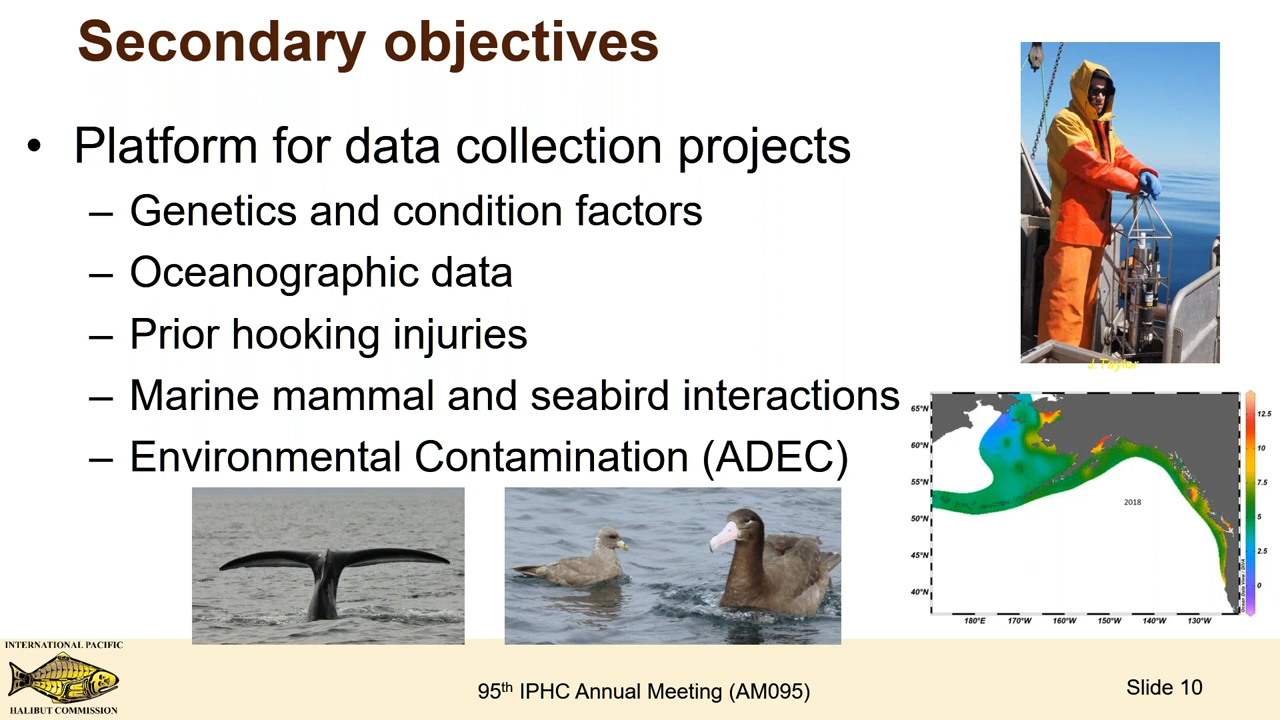 Secondary objectives
• Platform for data collection projects
– Genetics and condition factors
– Oceanographic data
– Prior hooking injuries
– Marine mammal and seabird interactions
– Environmental Contamination (ADEC)
J. Taylor
65°N
60°N
55°N
50°N
45°N
40°N
180°E 170°W 160°W 150°W 140°W 130°W
2018
12.5
10
7.5
5
2.5
0
INTERNATIONAL PACIFIC
HALIBUT COMMISSION
95th IPHC Annual Meeting (AM095)
Slide 10